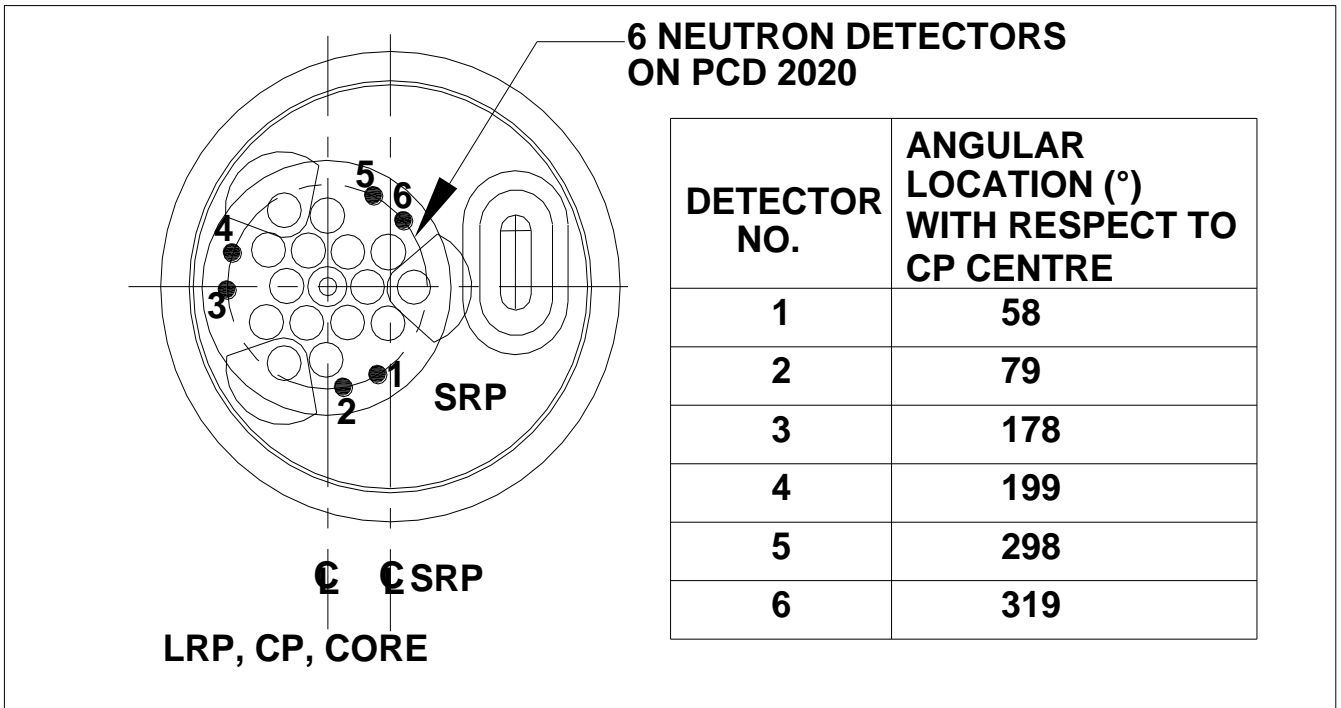 6 NEUTRON DETECTORS
ON PCD 2020
5
6
4
3
1
2
SRP
℄
℄ SRP
LRP, CP, CORE
DETECTOR
NO.
ANGULAR
LOCATION (°)
WITH RESPECT TO
CP CENTRE
1 58
2 79
3 178
4 199
5 298
6 319